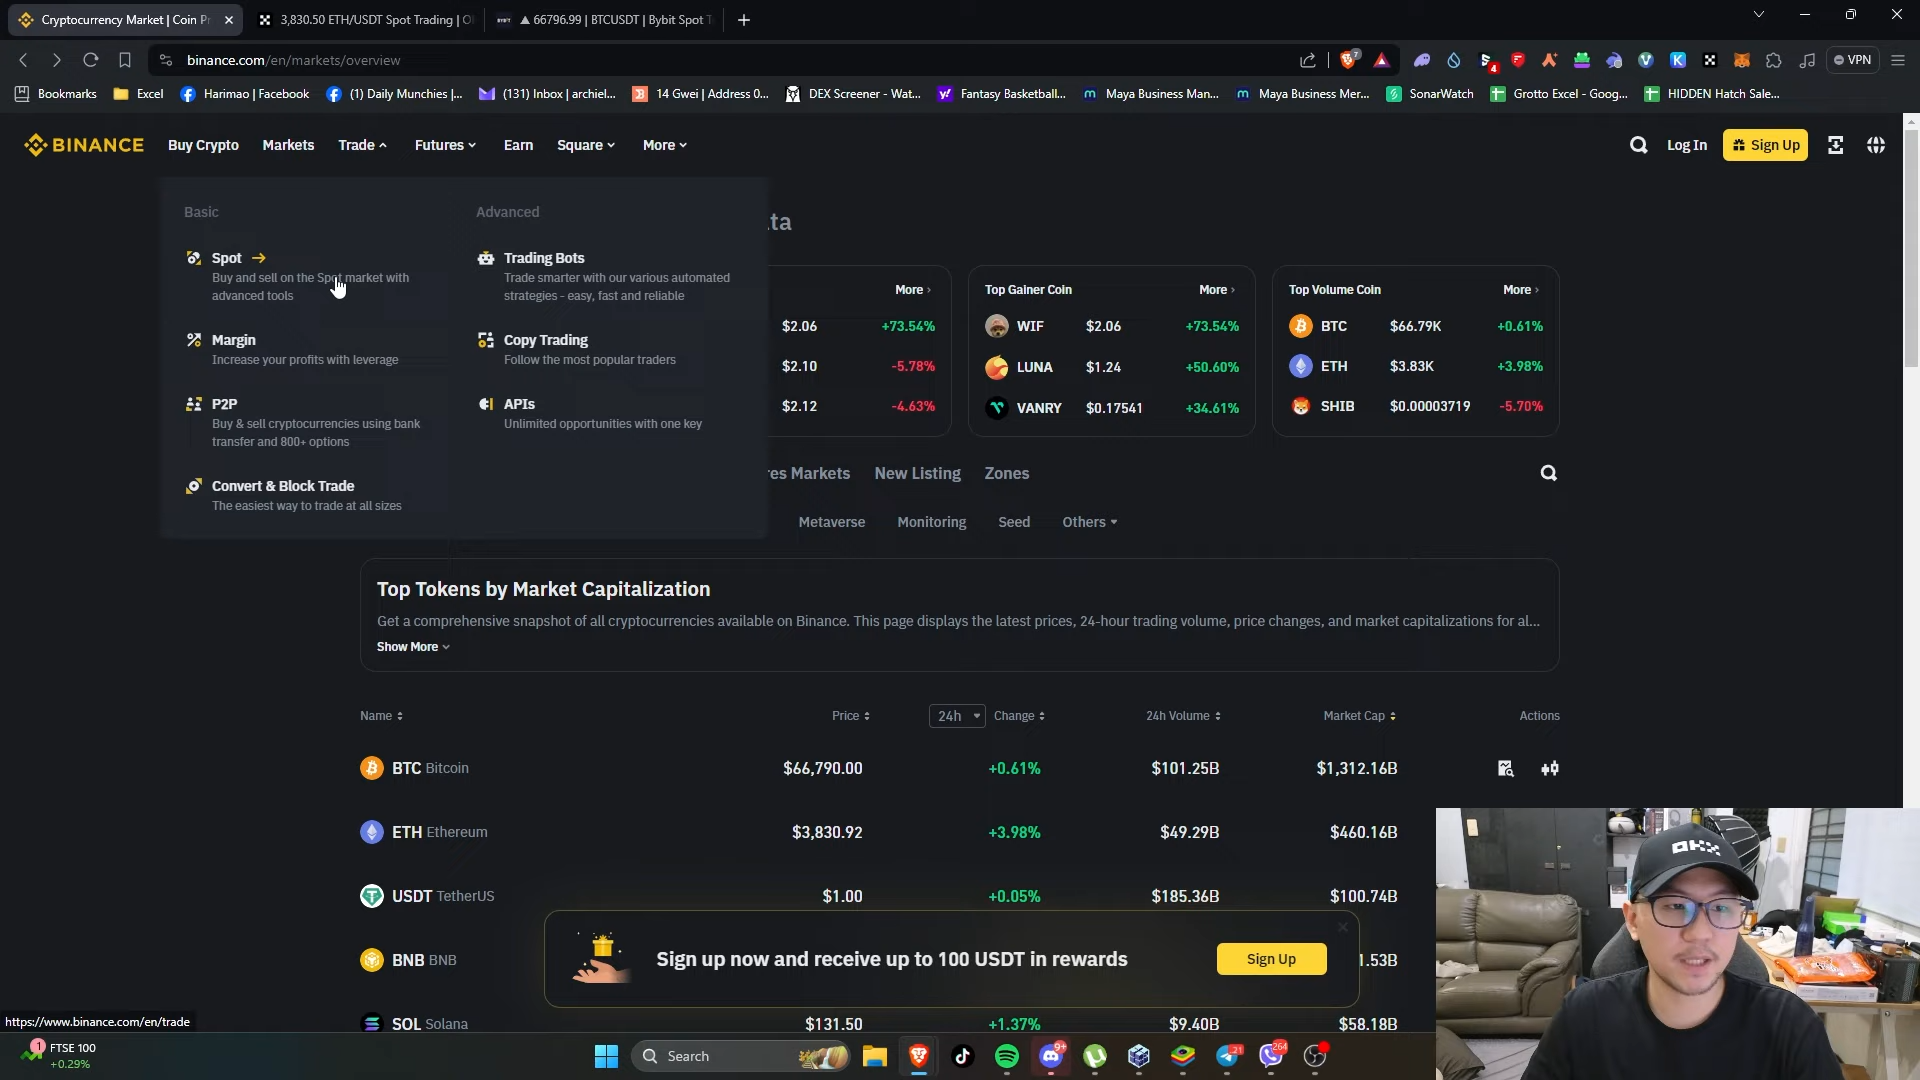 Cryptocurrency Market | Coin Pr
3,830.50 ETH/USDT Spot Trading | O
▲ 66796.99 | BTCUSDT | Bybit Spot T
binance.com/en/markets/overview
VPN
Bookmarks
Excel
Harimao | Facebook
(1) Daily Munchies |...
(131) Inbox | archiel...
14 Gwei | Address 0...
DEX Screener - Wat...
Fantasy Basketball...
Maya Business Man...
Maya Business Mer...
SonarWatch
Grotto Excel - Goog...
HIDDEN Hatch Sale...
BINANCE
Buy Crypto
Markets
Trade
Futures
Earn
Square
More
Log In
Sign Up
Basic
Advanced
Spot →
Buy and sell on the Spot market with
advanced tools
Margin
Increase your profits with leverage
P2P
Buy & sell cryptocurrencies using bank
transfer and 800+ options
Convert & Block Trade
The easiest way to trade at all sizes
Trading Bots
Trade smarter with our various automated
strategies - easy, fast and reliable
Copy Trading
Follow the most popular traders
APIs
Unlimited opportunities with one key
ta
More
$2.06 +73.54%
$2.10 -5.78%
$2.12 -4.63%
Top Gainer Coin More
WIF $2.06 +73.54%
LUNA $1.24 +50.60%
VANRY $0.17541 +34.61%
Top Volume Coin More
BTC $66.79K +0.61%
ETH $3.83K +3.98%
SHIB $0.00003719 -5.70%
res Markets
New Listing
Zones
Metaverse
Monitoring
Seed
Others
Top Tokens by Market Capitalization
Get a comprehensive snapshot of all cryptocurrencies available on Binance. This page displays the latest prices, 24-hour trading volume, price changes, and market capitalizations for al...
Show More
Name Price 24h Change 24h Volume Market Cap Actions
BTC Bitcoin $66,790.00 +0.61% $101.25B $1,312.16B
ETH Ethereum $3,830.92 +3.98% $49.29B $460.16B
USDT TetherUS $1.00 +0.05% $185.36B $100.74B
BNB BNB 1.53B
Sign up now and receive up to 100 USDT in rewards
Sign Up
SOL Solana $131.50 +1.37% $9.40B $58.18B
https://www.binance.com/en/trade
OKX
1
FTSE 100
+0.29%
Search
9+
21
264
7
4